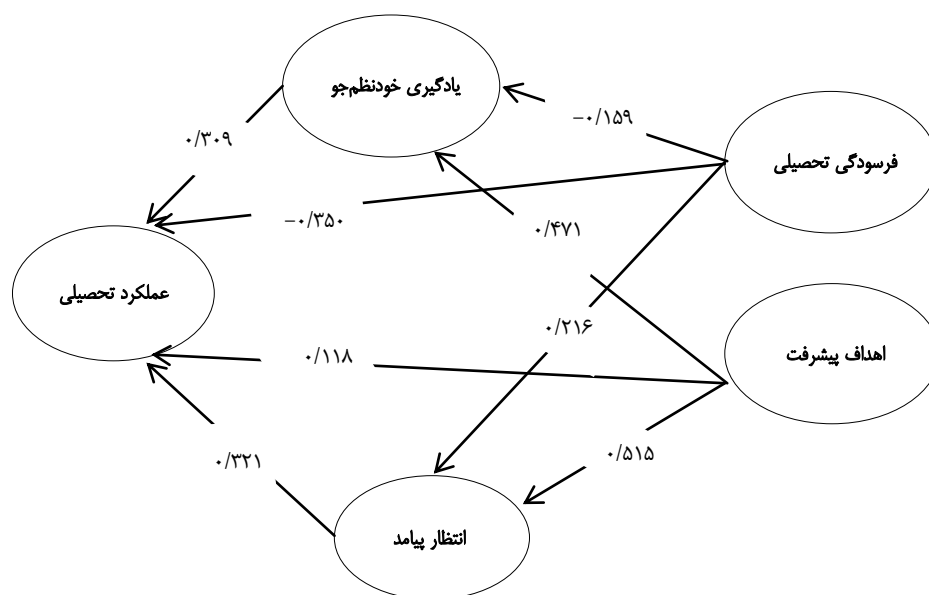 یادگیری خودنظم‌جو
فرسودگی تحصیلی
-۰/۱۵۹
۰/۳۰۹
-۰/۳۵۰
۰/۴۷۱
عملکرد تحصیلی
۰/۲۱۶
اهداف پیشرفت
۰/۱۱۸
۰/۵۱۵
۰/۳۲۱
انتظار پیامد